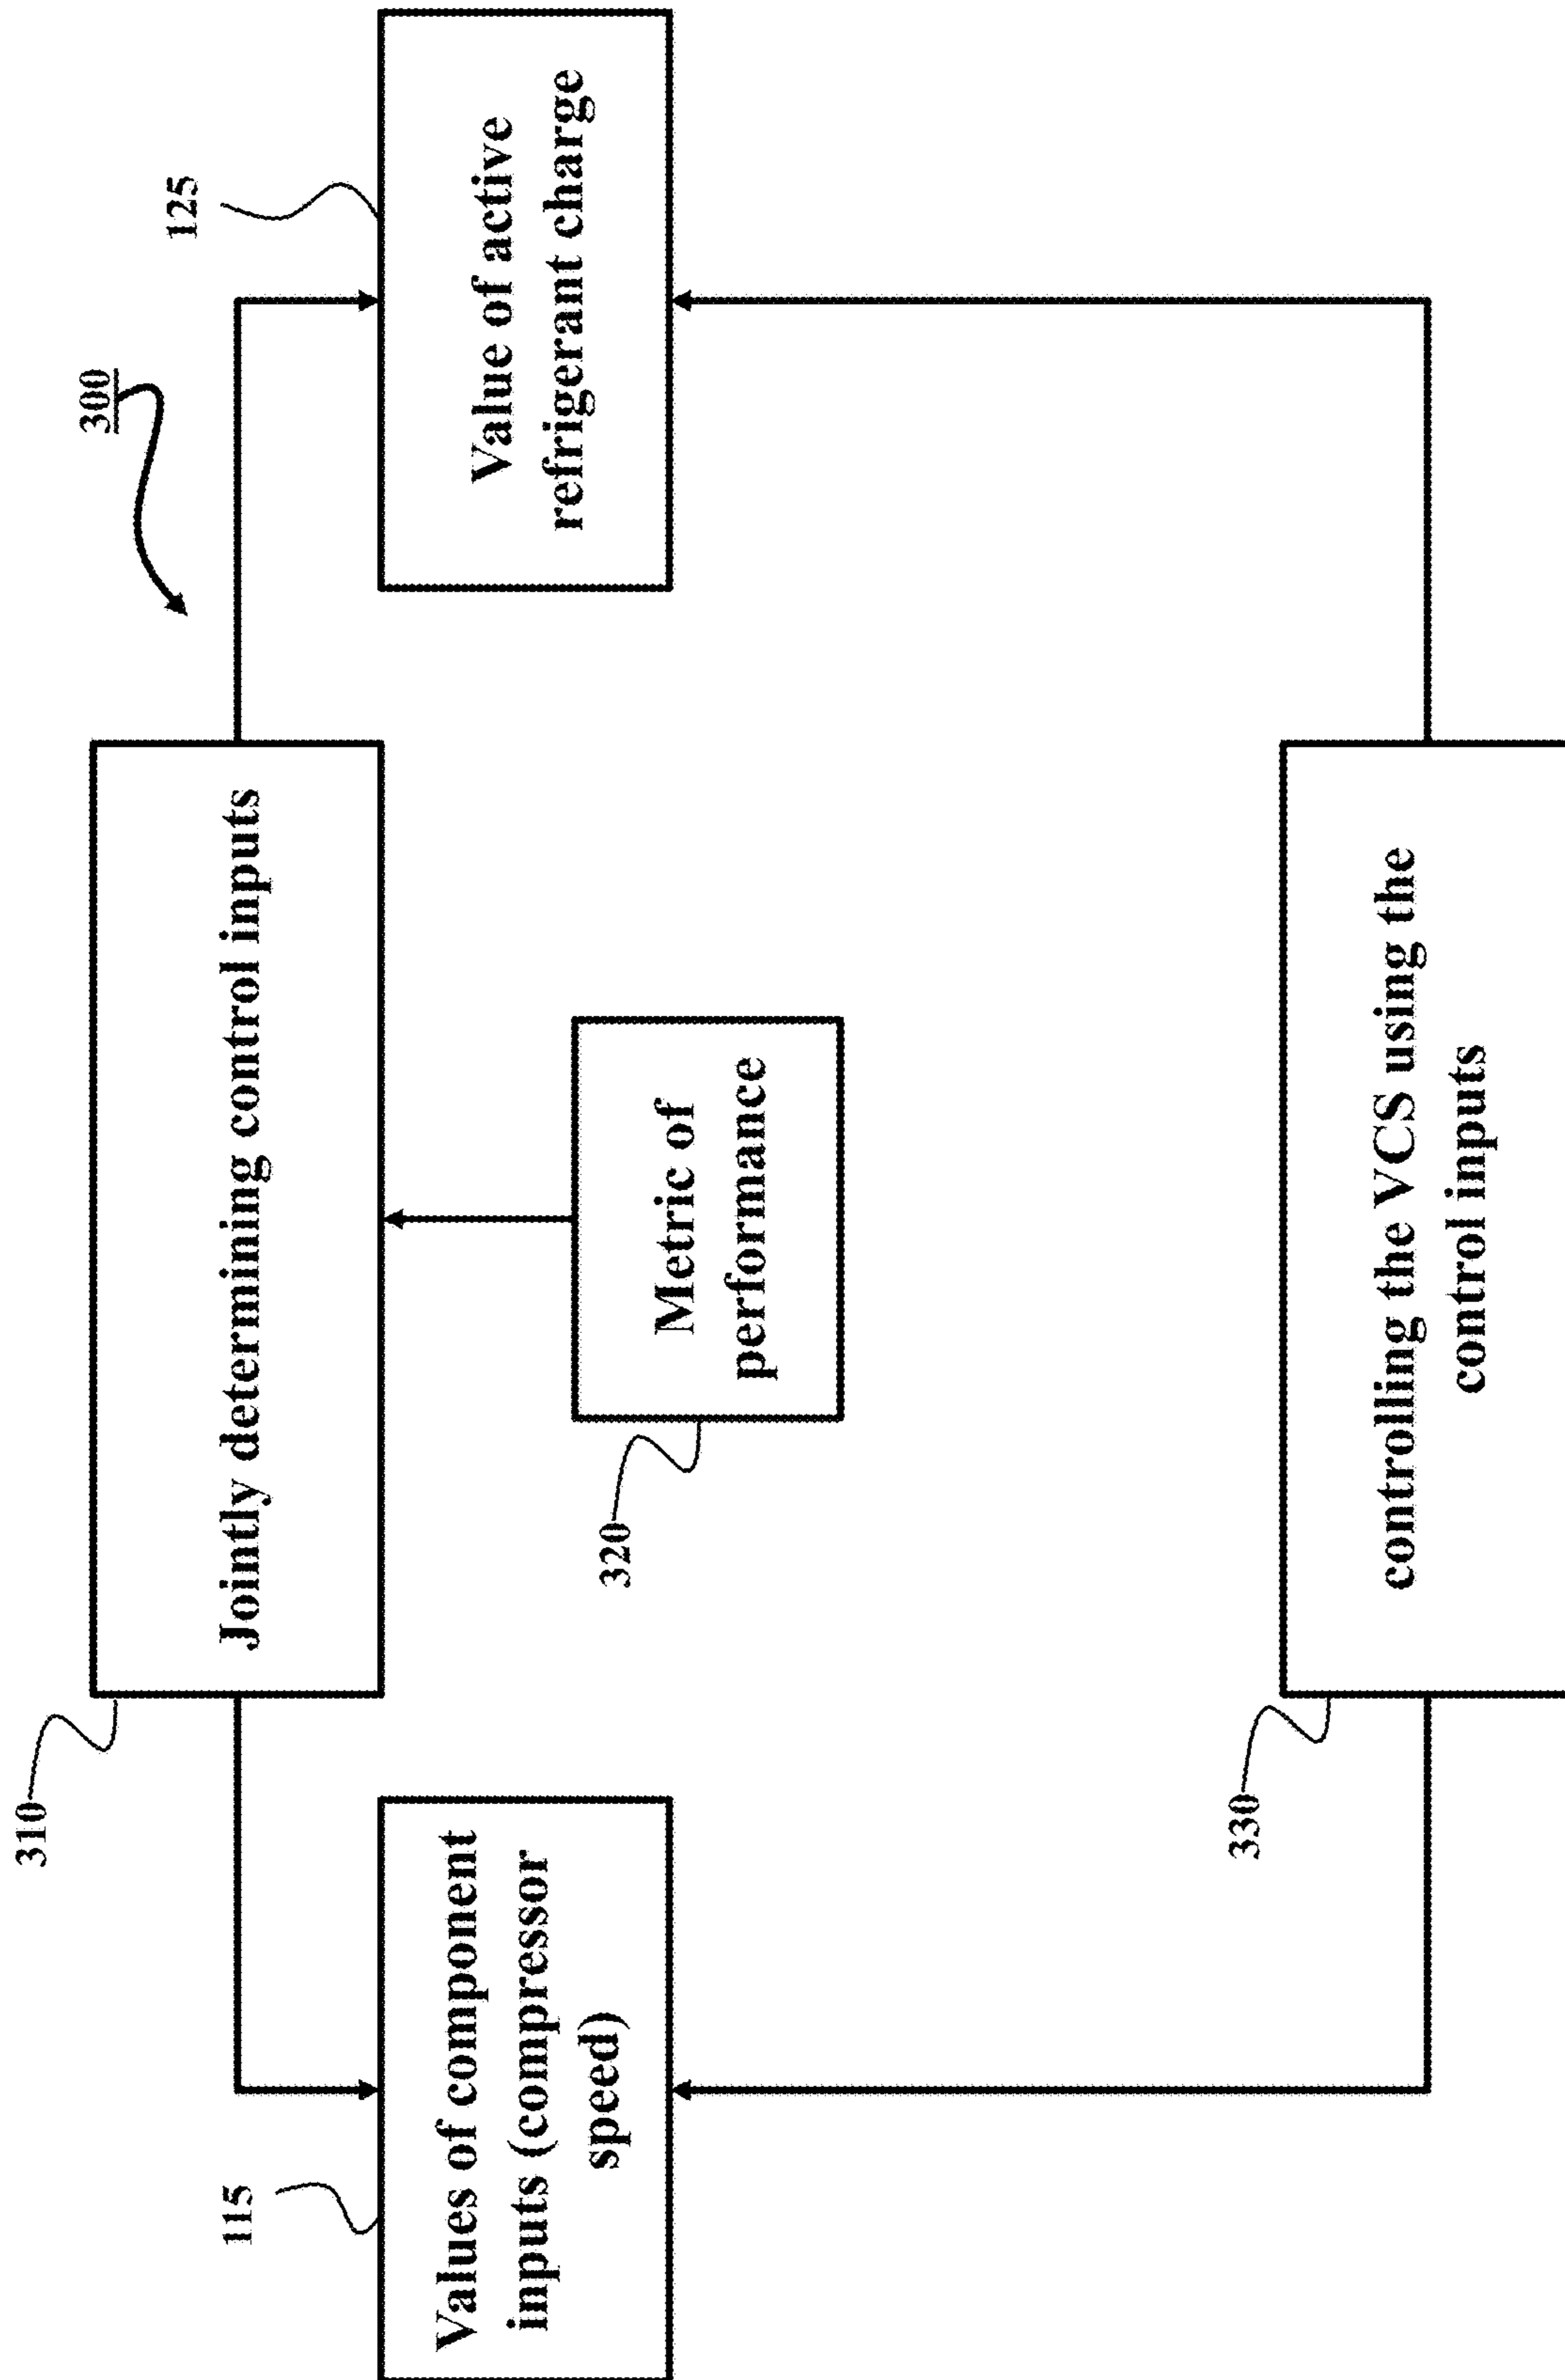 300
310
Jointly determining control inputs
115
Values of component
inputs (compressor
speed)
125
Value of active
refrigerant charge
320
Metric of
performance
330
controlling the VCS using the
control inputs